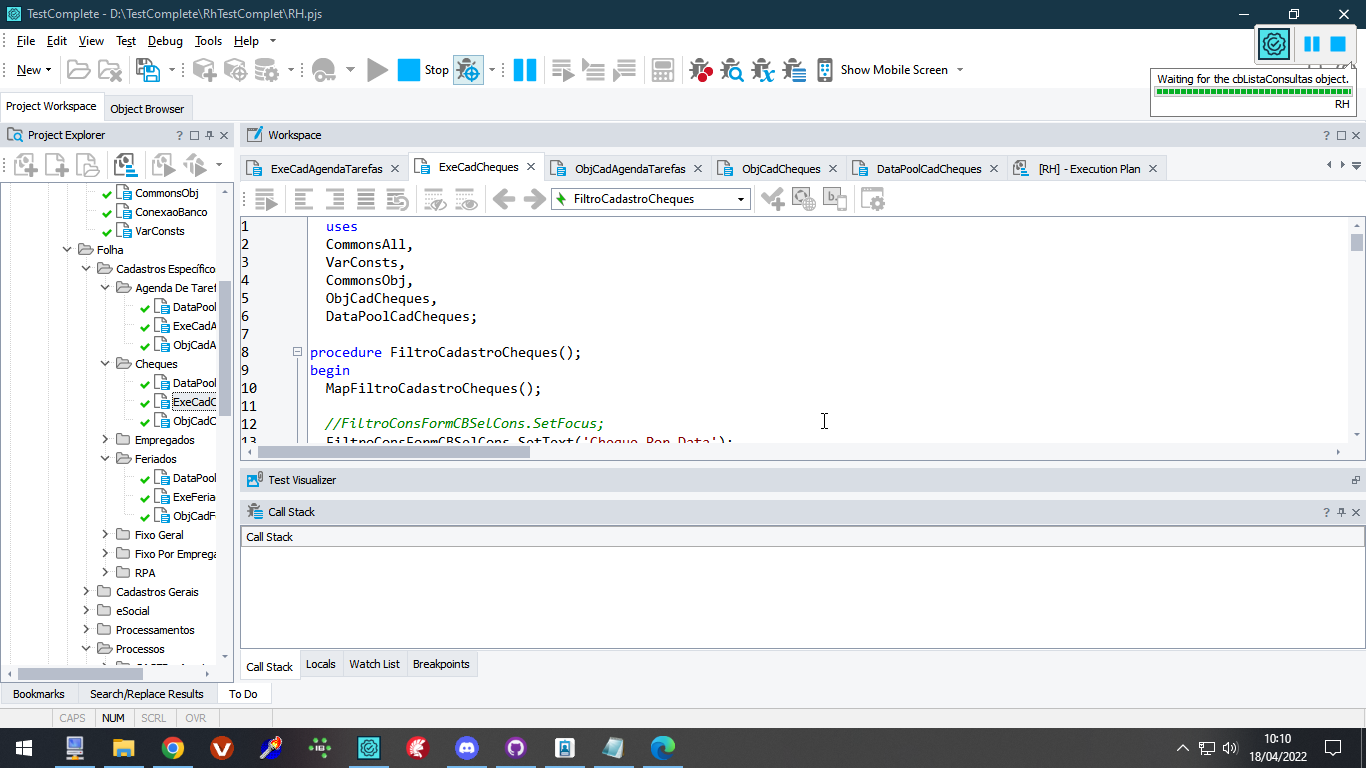 TestComplete - D:\TestComplete\RhTestComplet\RH.pjs
File Edit View Test Debug Tools Help
New Stop Show Mobile Screen
Waiting for the cbListaConsultas object.
RH
Project Workspace Object Browser
Project Explorer ?
Workspace ?
ExeCadAgendaTarefas ExeCadCheques ObjCadAgendaTarefas ObjCadCheques DataPoolCadCheques [RH] - Execution Plan
FiltroCadastroCheques
CommonsObj
ConexaoBanco
VarConsts
Folha
Cadastros Específico
Agenda De Taref
DataPool
ExeCadA
ObjCadA
Cheques
DataPool
ExeCadC
ObjCadC
Empregados
Feriados
DataPool
ExeFeria
ObjCadF
Fixo Geral
Fixo Por Emprega
RPA
Cadastros Gerais
eSocial
Processamentos
Processos
1 uses
2 CommonsAll,
3 VarConsts,
4 CommonsObj,
5 ObjCadCheques,
6 DataPoolCadCheques;
7
8 procedure FiltroCadastroCheques();
9 begin
10 MapFiltroCadastroCheques();
11
12 //FiltroConsFormCBSelCons.SetFocus;
13 FiltroConsFormCBSelCons.SetText('Cheque Por Data');
Test Visualizer
Call Stack ?
Call Stack
Call Stack Locals Watch List Breakpoints
Bookmarks Search/Replace Results To Do
CAPS NUM SCRL OVR
10:10
18/04/2022